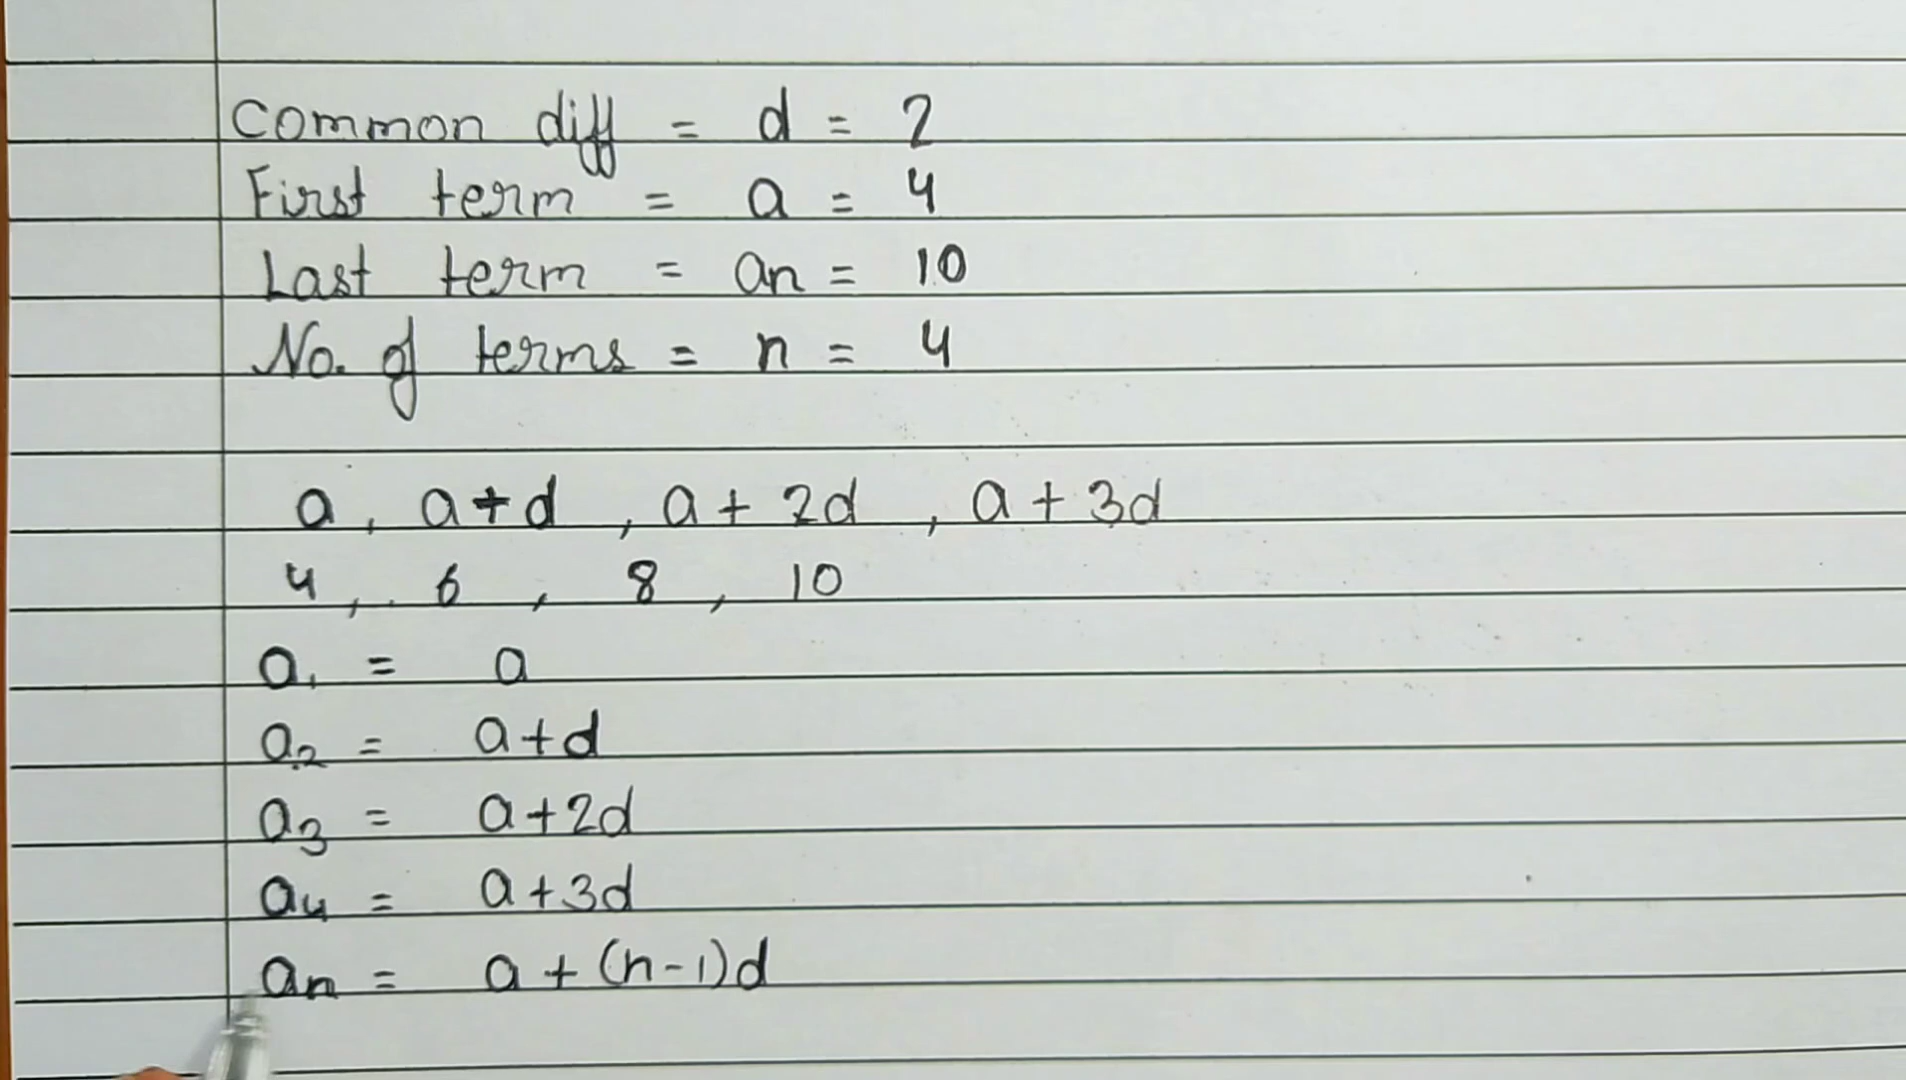 Common diff = d = 2
First term = a = 4
Last term = an = 10
No. of terms = n = 4
a, a+d, a + 2d, a + 3d
4, 6, 8, 10
a₁ = a
a₂ = a+d
a₃ = a+2d
a₄ = a+3d
aₙ = a + (n-1)d